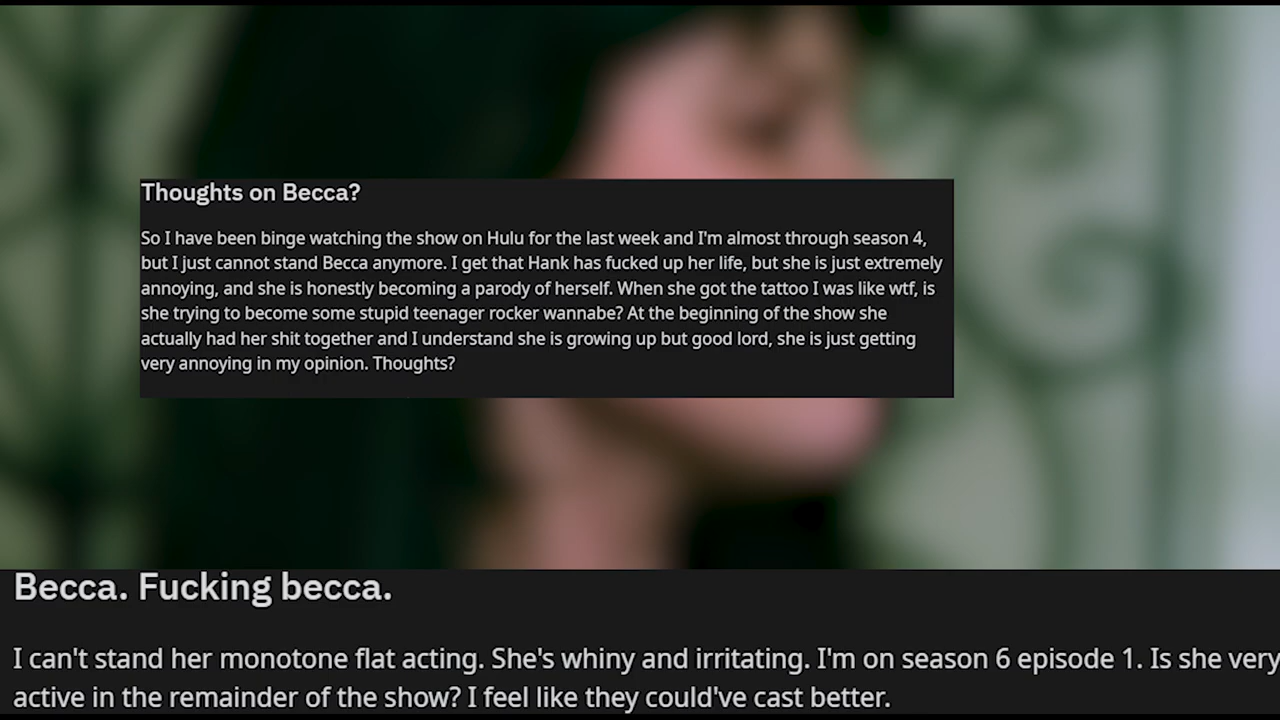 Thoughts on Becca?
So I have been binge watching the show on Hulu for the last week and I'm almost through season 4,
but I just cannot stand Becca anymore. I get that Hank has fucked up her life, but she is just extremely
annoying, and she is honestly becoming a parody of herself. When she got the tattoo I was like wtf, is
she trying to become some stupid teenager rocker wannabe? At the beginning of the show she
actually had her shit together and I understand she is growing up but good lord, she is just getting
very annoying in my opinion. Thoughts?
Becca. Fucking becca.
I can't stand her monotone flat acting. She's whiny and irritating. I'm on season 6 episode 1. Is she very
active in the remainder of the show? I feel like they could've cast better.